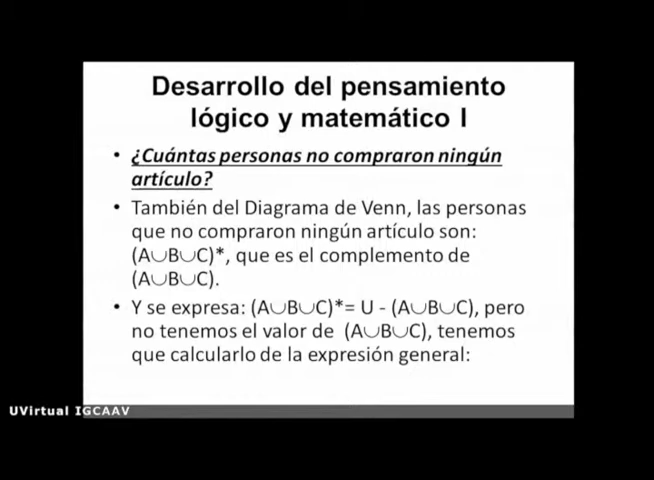 Desarrollo del pensamiento
lógico y matemático I
• ¿Cuántas personas no compraron ningún
artículo?
• También del Diagrama de Venn, las personas
que no compraron ningún artículo son:
(A∪B∪C)*, que es el complemento de
(A∪B∪C).
• Y se expresa: (A∪B∪C)*= U - (A∪B∪C), pero
no tenemos el valor de (A∪B∪C), tenemos
que calcularlo de la expresión general:
UVirtual IGCAAV